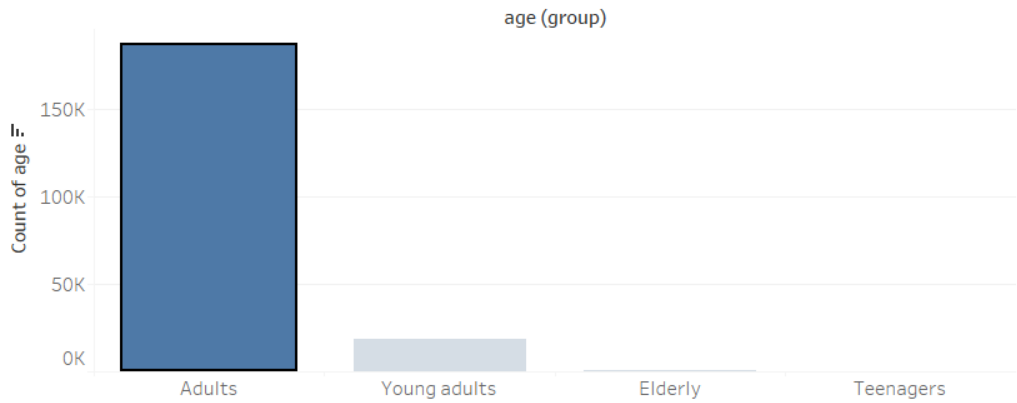 age (group)
Count of age
150K
100K
50K
0K
Adults
Young adults
Elderly
Teenagers